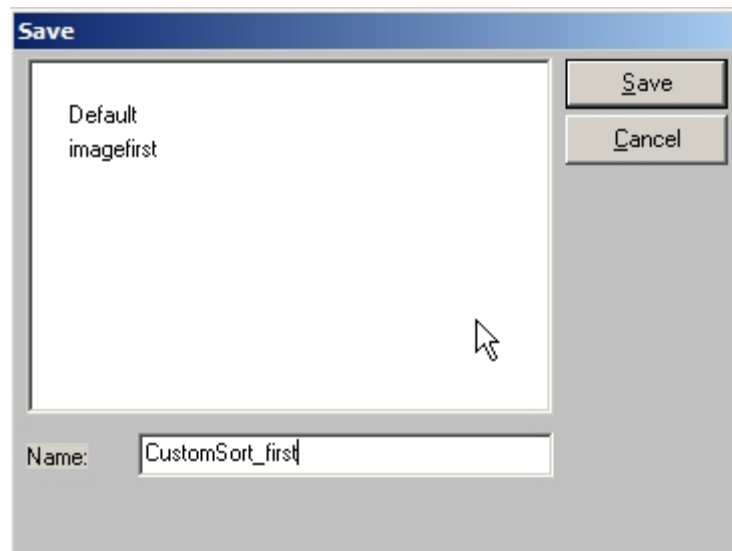 Save
Save
Default
imagefirst
Cancel
Name:
CustomSort_first